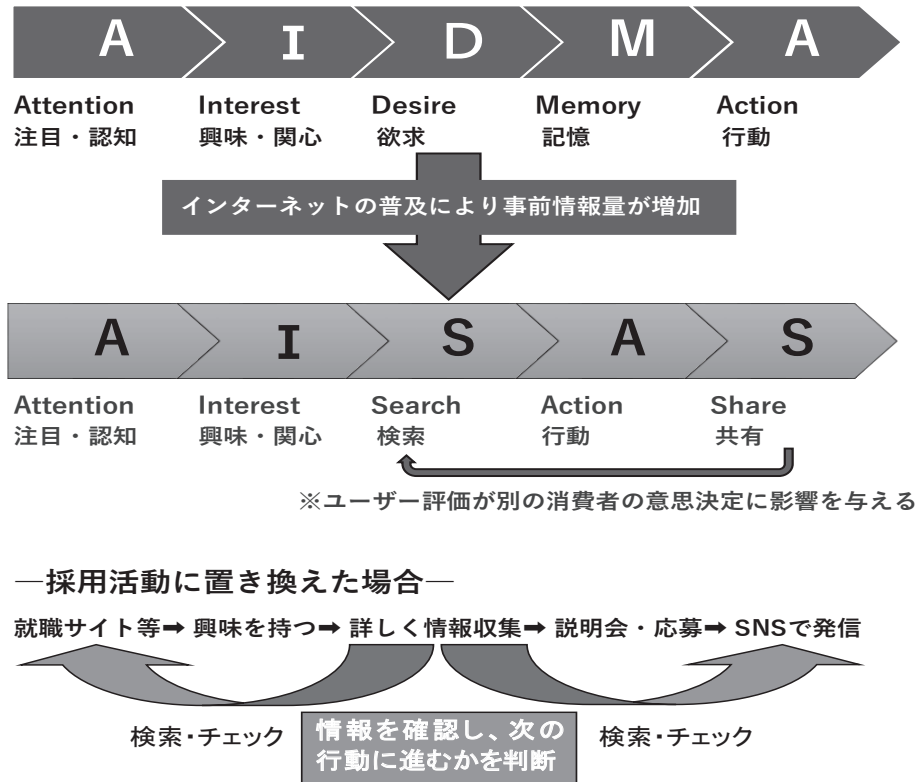 A I D M A
Attention Interest Desire Memory Action
注目・認知 興味・関心 欲求 記憶 行動
インターネットの普及により事前情報量が増加
A I S A S
Attention Interest Search Action Share
注目・認知 興味・関心 検索 行動 共有
※ユーザー評価が別の消費者の意思決定に影響を与える
―採用活動に置き換えた場合―
就職サイト等➡ 興味を持つ➡ 詳しく情報収集➡ 説明会・応募➡ SNSで発信
検索・チェック
情報を確認し、次の
行動に進むかを判断
検索・チェック